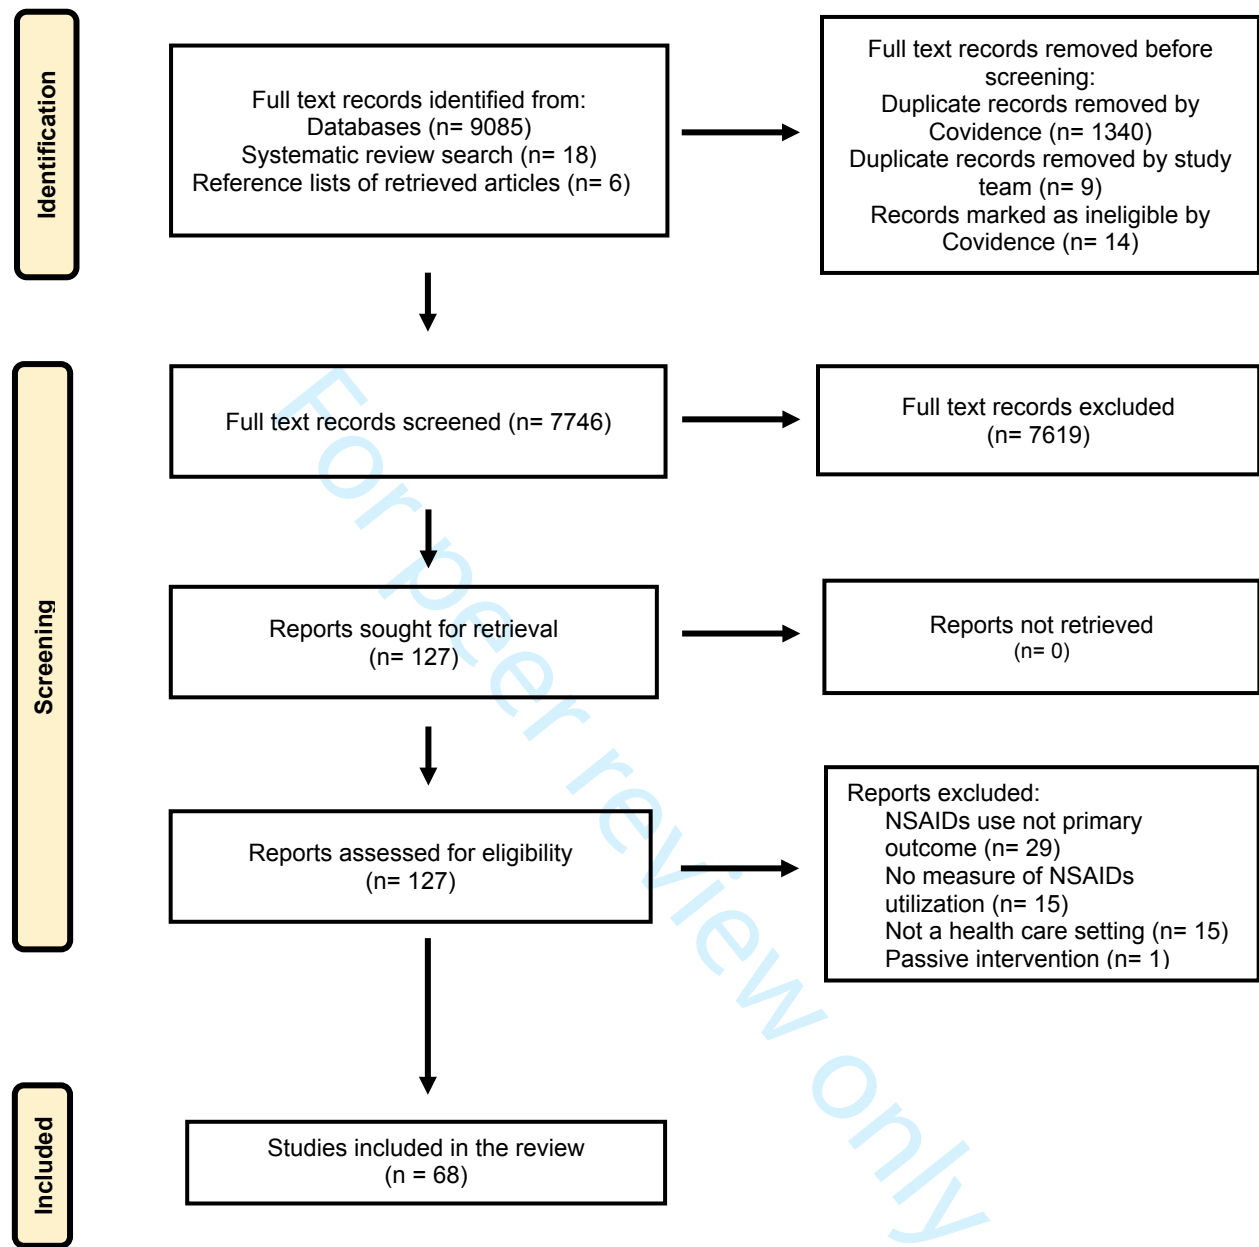 Identification
Full text records identified from:
Databases (n= 9085)
Systematic review search (n= 18)
Reference lists of retrieved articles (n= 6)
Full text records removed before
screening:
Duplicate records removed by
Covidence (n= 1340)
Duplicate records removed by study
team (n= 9)
Records marked as ineligible by
Covidence (n= 14)
Screening
Full text records screened (n= 7746)
Full text records excluded
(n= 7619)
Reports sought for retrieval
(n= 127)
Reports not retrieved
(n= 0)
Reports assessed for eligibility
(n= 127)
Reports excluded:
NSAIDs use not primary
outcome (n= 29)
No measure of NSAIDs
utilization (n= 15)
Not a health care setting (n= 15)
Passive intervention (n= 1)
Included
Studies included in the review
(n = 68)
For peer review only